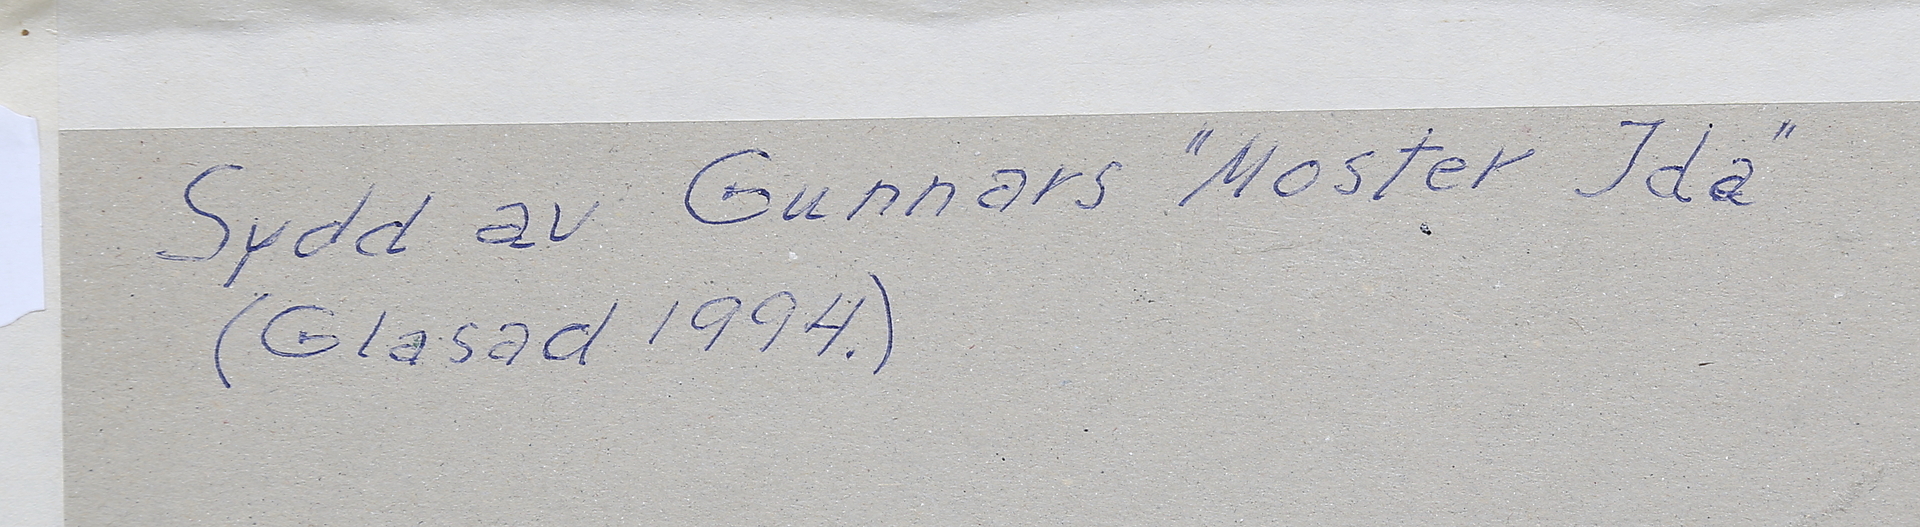 Sydd av Gunnars "Moster Ida"
(Glasad 1994.)